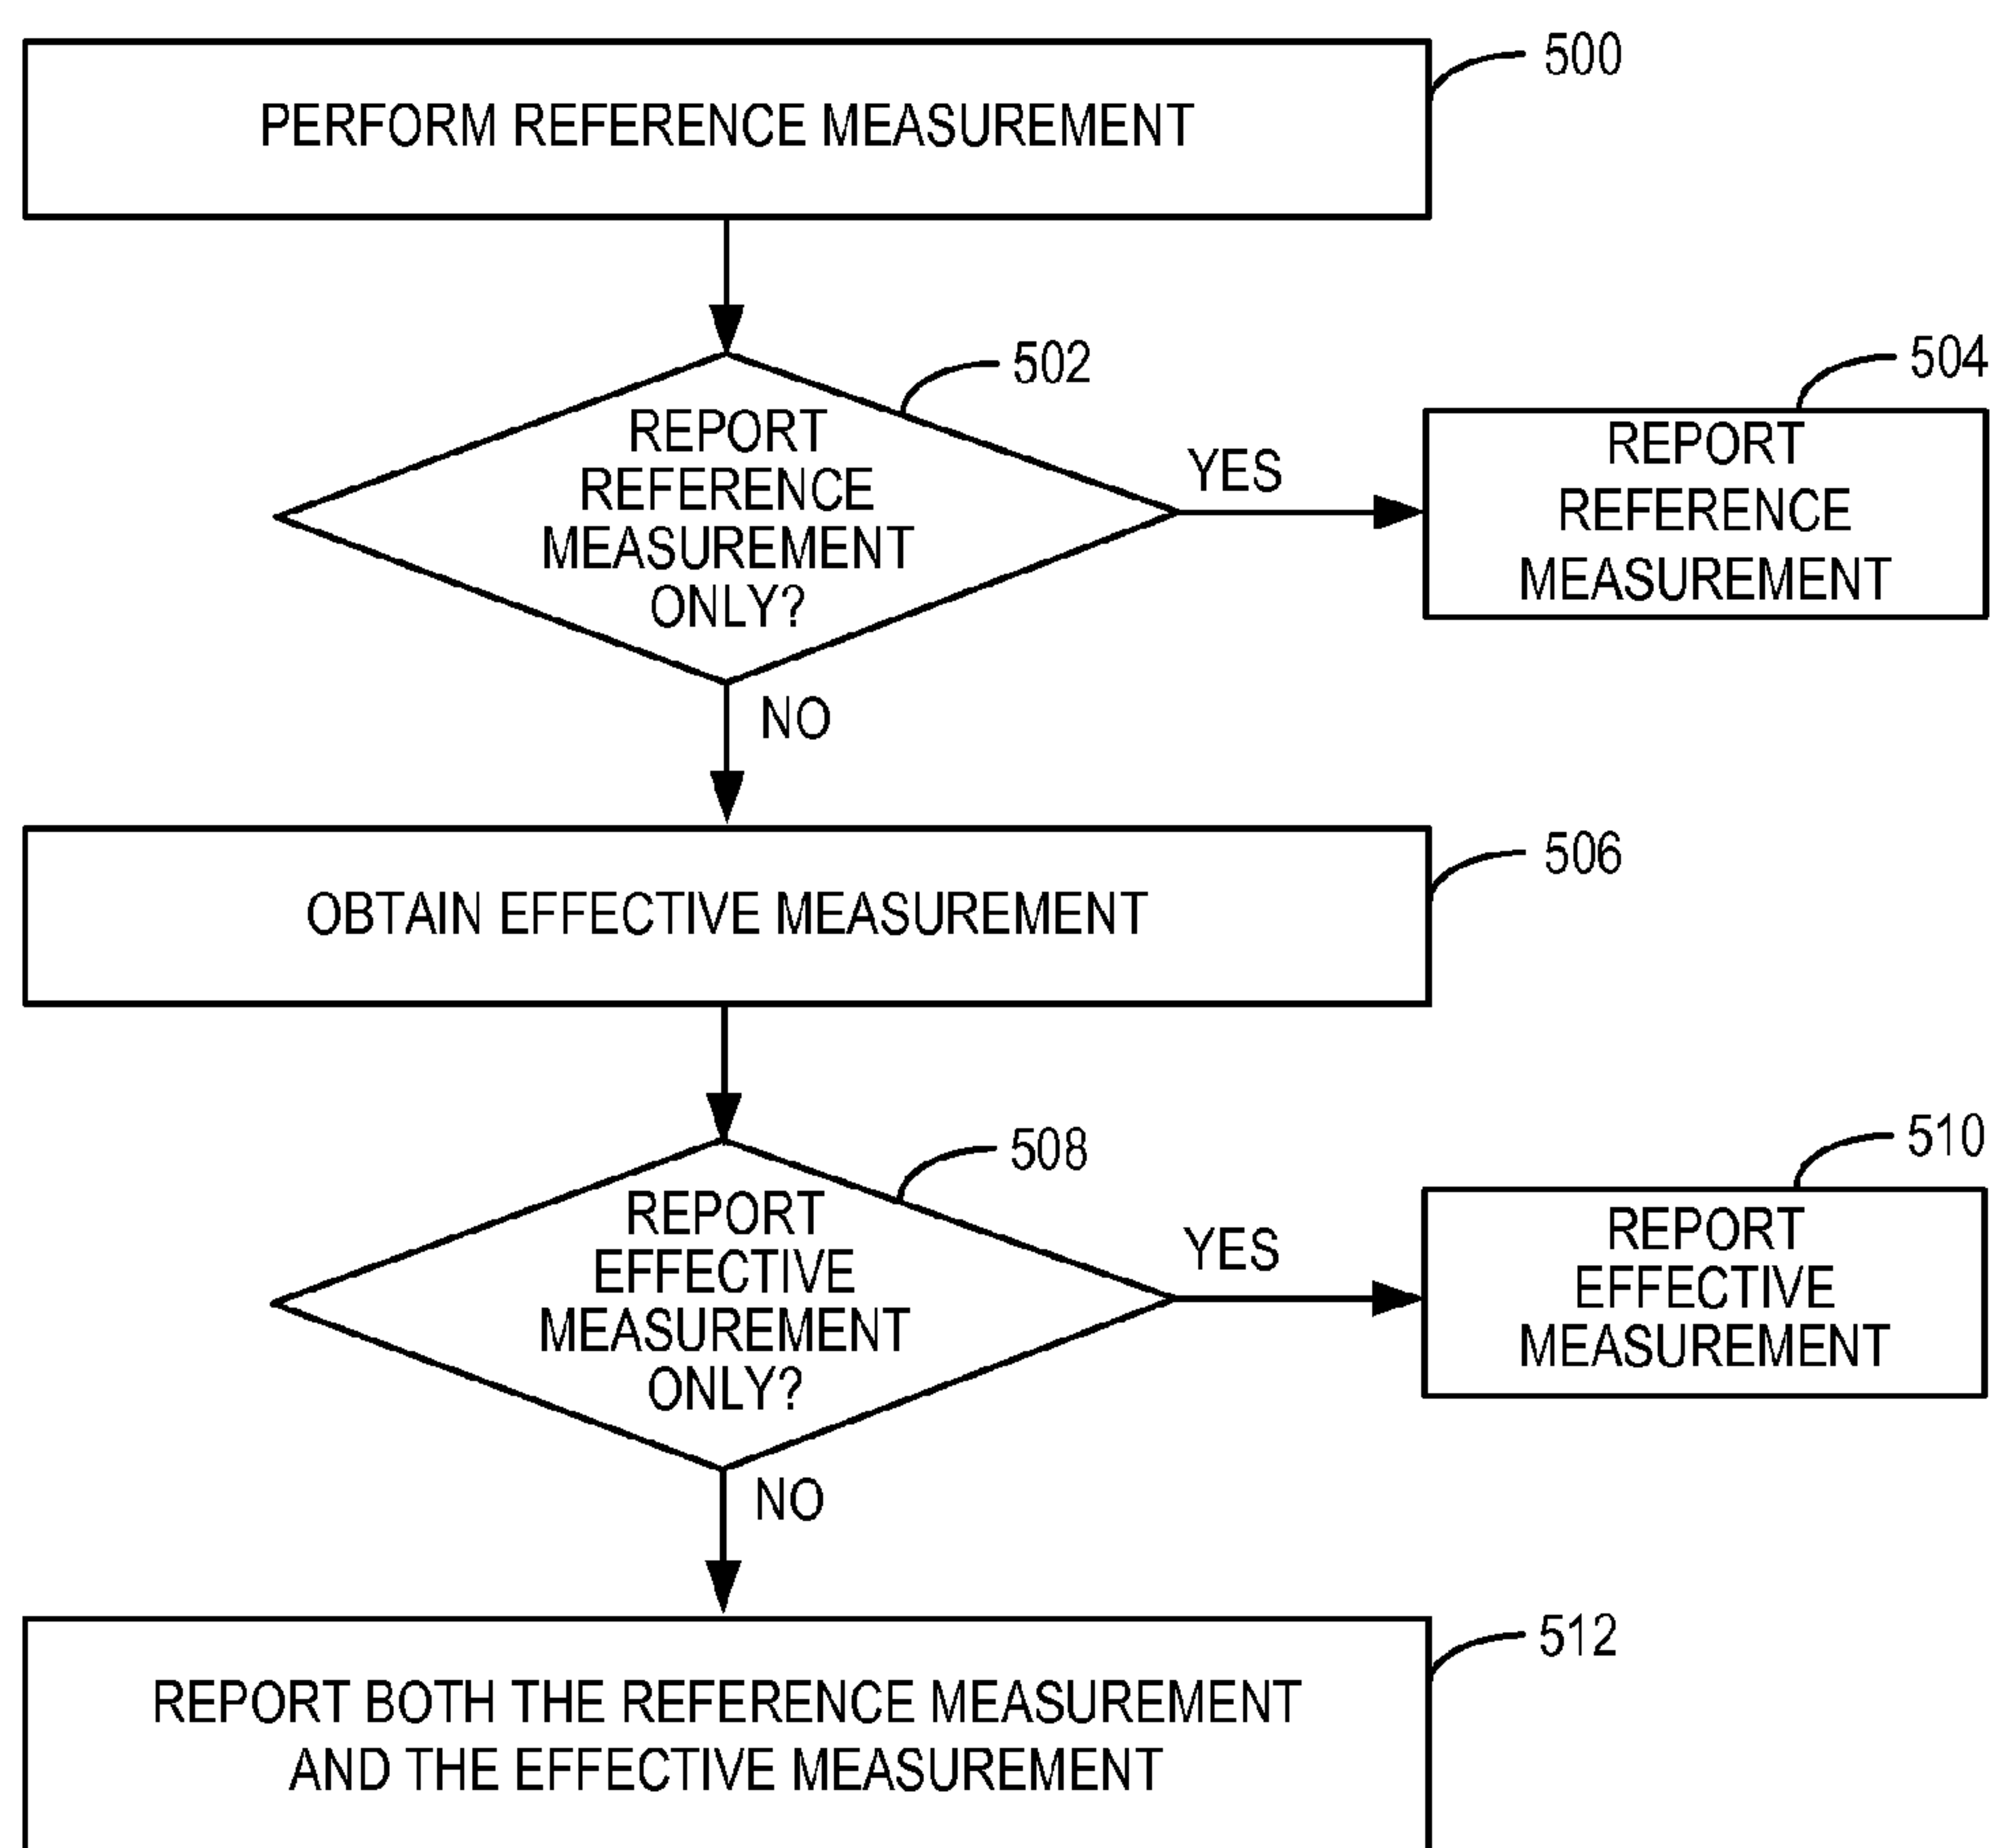 500
PERFORM REFERENCE MEASUREMENT
502
504
REPORT
REFERENCE
MEASUREMENT
ONLY?
YES
REPORT
REFERENCE
MEASUREMENT
NO
506
OBTAIN EFFECTIVE MEASUREMENT
508
510
REPORT
EFFECTIVE
MEASUREMENT
ONLY?
YES
REPORT
EFFECTIVE
MEASUREMENT
NO
512
REPORT BOTH THE REFERENCE MEASUREMENT
AND THE EFFECTIVE MEASUREMENT